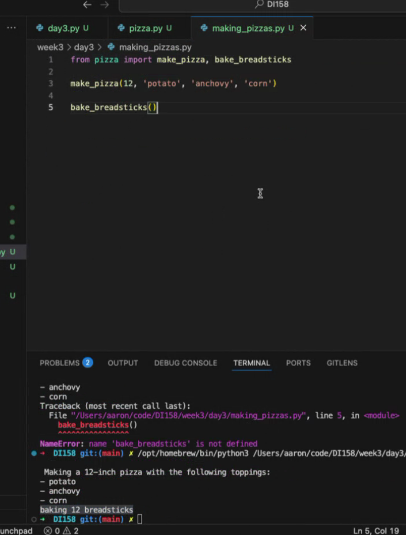 DI158
day3.py U
pizza.py U
making_pizzas.py U
week3 > day3 > making_pizzas.py
1 from pizza import make_pizza, bake_breadsticks
2
3 make_pizza(12, 'potato', 'anchovy', 'corn')
4
5 bake_breadsticks()
py U
U
U
PROBLEMS 2 OUTPUT DEBUG CONSOLE TERMINAL PORTS GITLENS
- anchovy
- corn
Traceback (most recent call last):
File "/Users/aaron/code/DI158/week3/day3/making_pizzas.py", line 5, in <module>
bake_breadsticks()
^^^^^^^^^^^^^^^^
NameError: name 'bake_breadsticks' is not defined
➜ DI158 git:(main) ✗ /opt/homebrew/bin/python3 /Users/aaron/code/DI158/week3/day3/
Making a 12-inch pizza with the following toppings:
- potato
- anchovy
- corn
baking 12 breadsticks
➜ DI158 git:(main) ✗
unchpad 0 2 Ln 5, Col 19